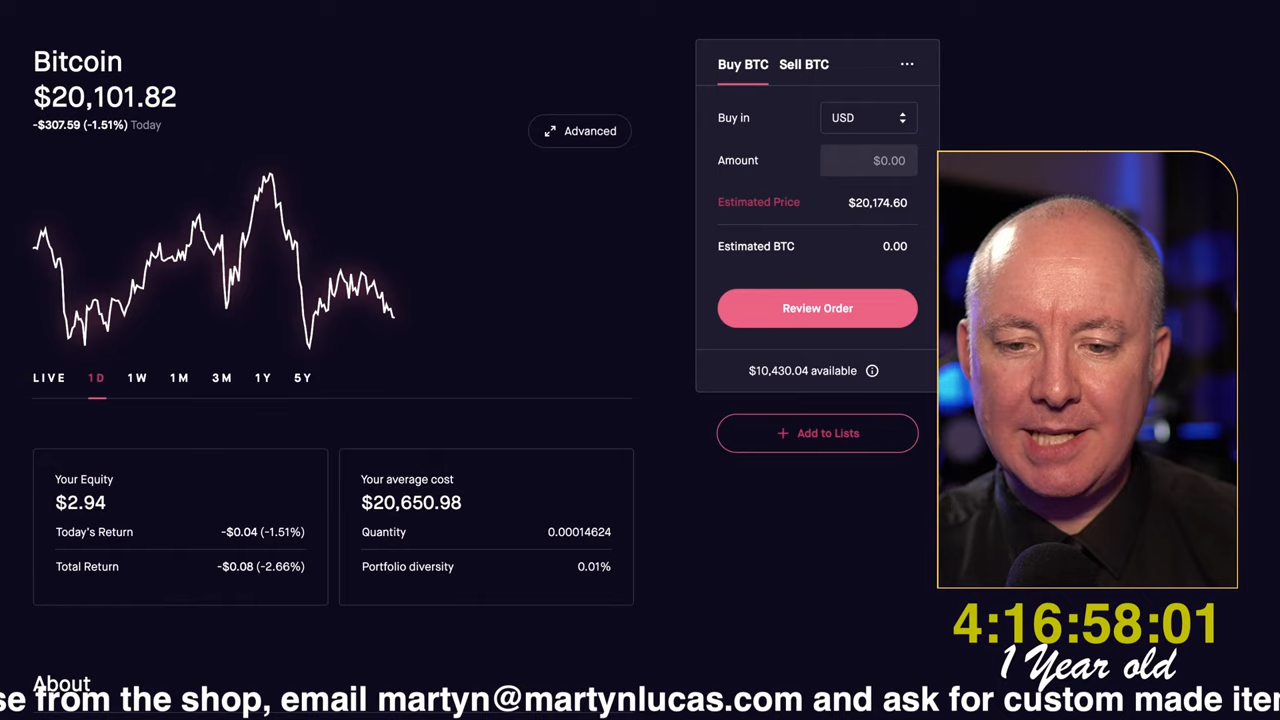 Bitcoin
$20,101.82
-$307.59 (-1.51%) Today
Advanced
LIVE 1D 1W 1M 3M 1Y 5Y
Your Equity
$2.94
Today's Return -$0.04 (-1.51%)
Total Return -$0.08 (-2.66%)
Your average cost
$20,650.98
Quantity 0.00014624
Portfolio diversity 0.01%
Buy BTC Sell BTC ...
Buy in USD
Amount $0.00
Estimated Price $20,174.60
Estimated BTC 0.00
Review Order
$10,430.04 available
+ Add to Lists
4:16:58:01
1 Year old
About
se from the shop, email martyn@martynlucas.com and ask for custom made iter